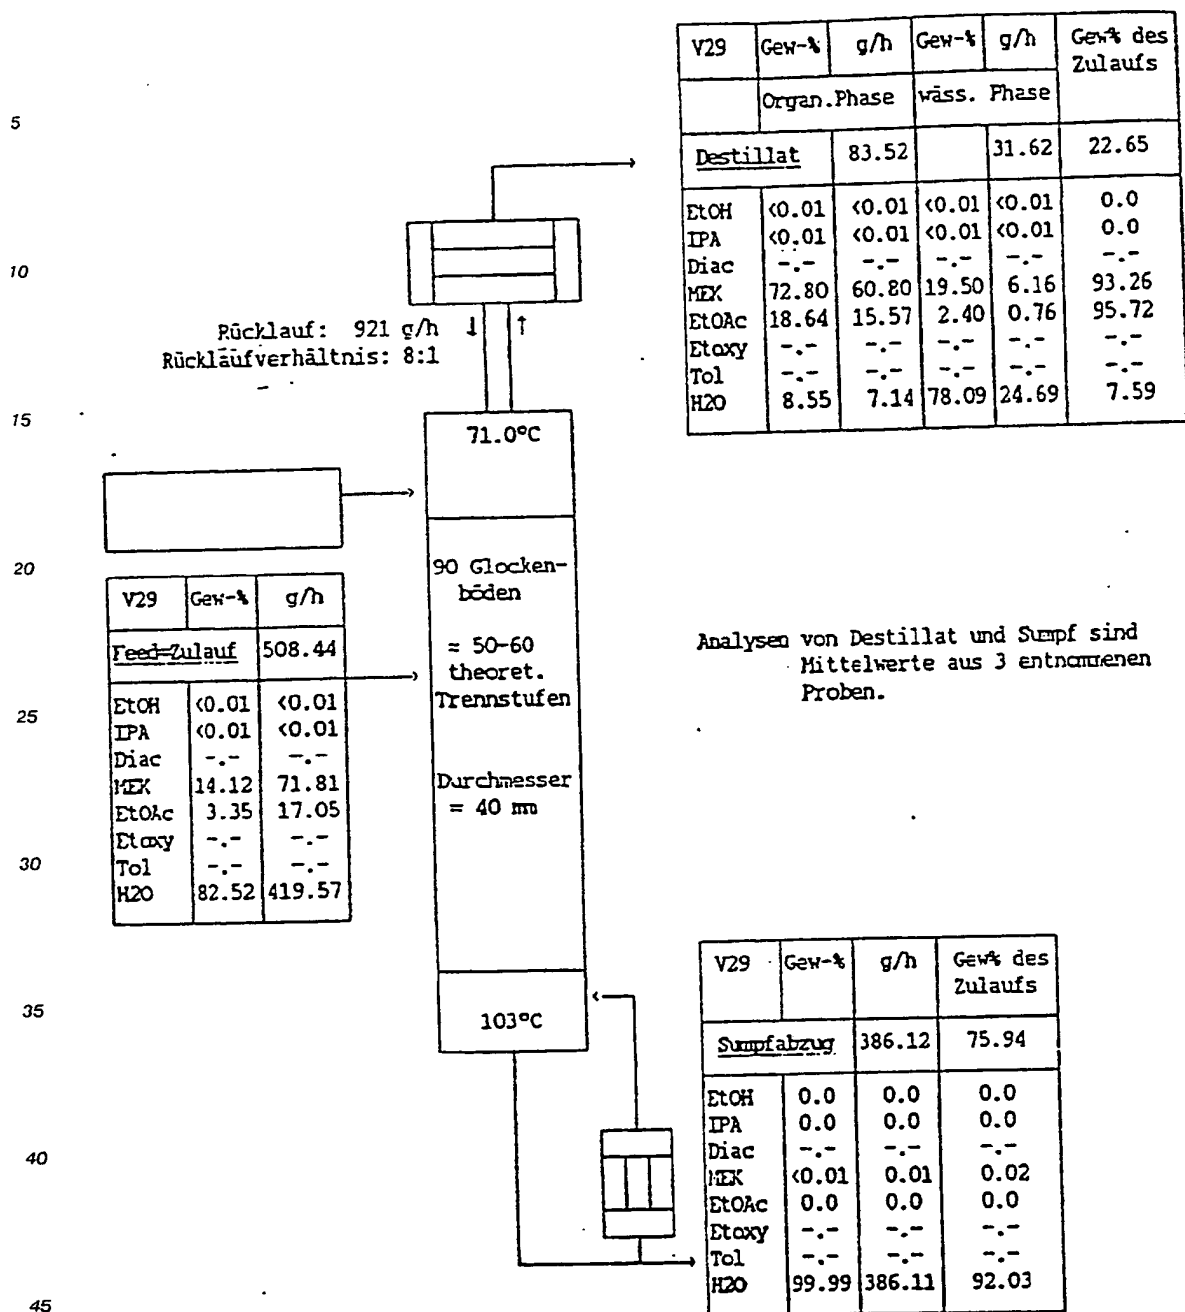 V29 Gew-% g/h Gew-% g/h Gew% des Zulaufs
Organ.Phase wäss. Phase
Destillat 83.52 31.62 22.65
EtOH <0.01 <0.01 <0.01 <0.01 0.0
IPA <0.01 <0.01 <0.01 <0.01 0.0
Diac -.- -.- -.- -.- -.-
MEK 72.80 60.80 19.50 6.16 93.26
EtOAc 18.64 15.57 2.40 0.76 95.72
Etoxy -.- -.- -.- -.- -.-
Tol -.- -.- -.- -.- -.-
H2O 8.55 7.14 78.09 24.69 7.59
5
10
Rücklauf: 921 g/h
Rücklaufverhältnis: 8:1
15
71.0°C
20
90 Glocken-
böden
= 50-60
theoret.
Trennstufen
Durchmesser
= 40 mm
V29 Gew-% g/h
Feed=Zulauf 508.44
EtOH <0.01 <0.01
IPA <0.01 <0.01
Diac -.- -.-
MEK 14.12 71.81
EtOAc 3.35 17.05
Etoxy -.- -.-
Tol -.- -.-
H2O 82.52 419.57
Analysen von Destillat und Sumpf sind
Mittelwerte aus 3 entnommenen
Proben.
25
30
35
103°C
V29 Gew-% g/h Gew% des Zulaufs
Sumpfabzug 386.12 75.94
EtOH 0.0 0.0 0.0
IPA 0.0 0.0 0.0
Diac -.- -.- -.-
MEK <0.01 0.01 0.02
EtOAc 0.0 0.0 0.0
Etoxy -.- -.- -.-
Tol -.- -.- -.-
H2O 99.99 386.11 92.03
40
45